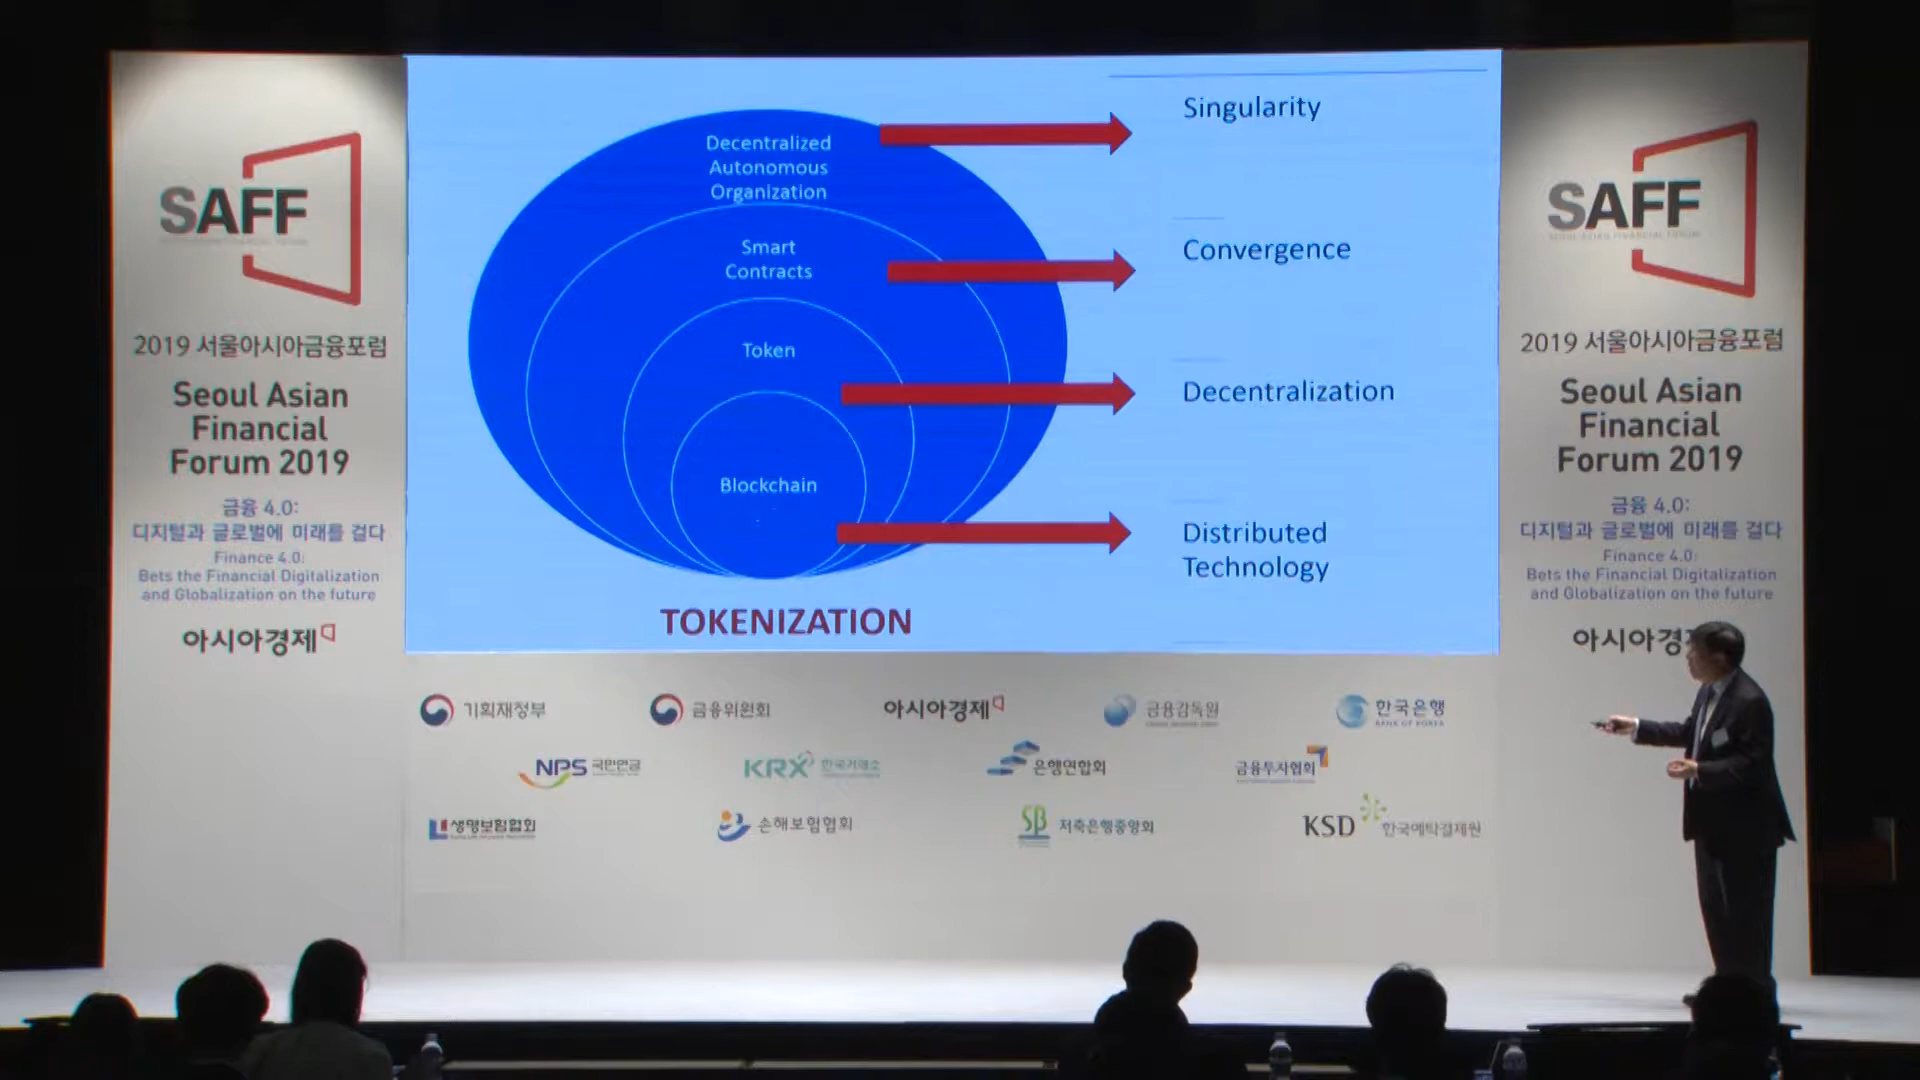 SAFF
2019 서울아시아금융포럼
Seoul Asian
Financial
Forum 2019
금융 4.0:
디지털과 글로벌에 미래를 걸다
Finance 4.0:
Bets the Financial Digitalization
and Globalization on the future
아시아경제
Decentralized
Autonomous
Organization
Smart
Contracts
Token
Blockchain
TOKENIZATION
Singularity
Convergence
Decentralization
Distributed
Technology
SAFF
2019 서울아시아금융포럼
Seoul Asian
Financial
Forum 2019
금융 4.0:
디지털과 글로벌에 미래를 걸다
Finance 4.0:
Bets the Financial Digitalization
and Globalization on the future
아시아경
기획재정부
금융위원회
아시아경제
금융감독원
한국은행
BANK OF KOREA
NPS 국민연금
KRX 한국거래소
은행연합회
금융투자협회
생명보험협회
손해보험협회
SB 저축은행중앙회
KSD 한국예탁결제원